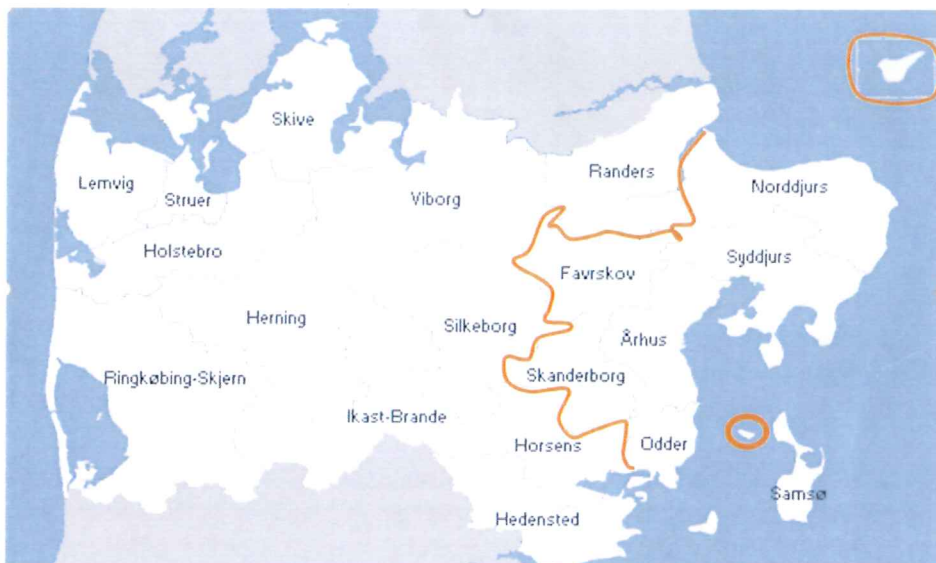 Skive
Randers
Lemvig
Norddjurs
Struer
Viborg
Holstebro
Syddjurs
Favrskov
Herning
Silkeborg
Århus
Ringkøbing-Skjern
Skanderborg
Ikast-Brande
Horsens
Odder
Samsø
Hedensted